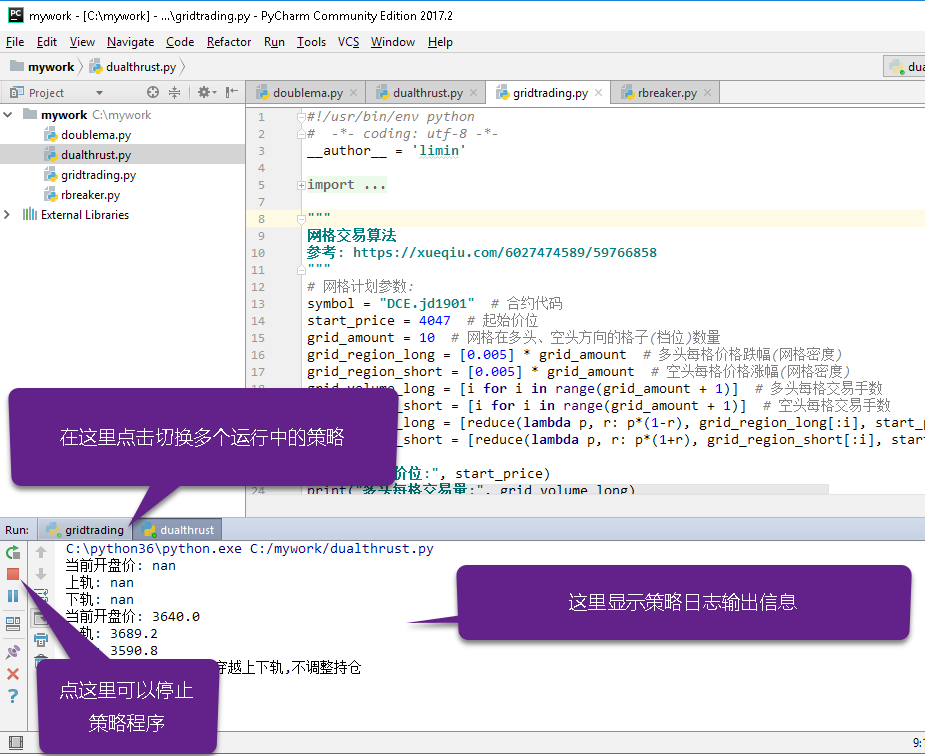 mywork - [C:\mywork] - ...\gridtrading.py - PyCharm Community Edition 2017.2
File Edit View Navigate Code Refactor Run Tools VCS Window Help
mywork dualthrust.py dua
Project doublema.py dualthrust.py gridtrading.py rbreaker.py
mywork C:\mywork
doublema.py
dualthrust.py
gridtrading.py
rbreaker.py
External Libraries
1 #!/usr/bin/env python
2 # -*- coding: utf-8 -*-
3 __author__ = 'limin'
4
5 import ...
7
8 """
9 网格交易算法
10 参考: https://xueqiu.com/6027474589/59766858
11 """
12 # 网格计划参数:
13 symbol = "DCE.jd1901" # 合约代码
14 start_price = 4047 # 起始价位
15 grid_amount = 10 # 网格在多头、空头方向的格子(档位)数量
16 grid_region_long = [0.005] * grid_amount # 多头每格价格跌幅(网格密度)
17 grid_region_short = [0.005] * grid_amount # 空头每格价格涨幅(网格密度)
_long = [i for i in range(grid_amount + 1)] # 多头每格交易手数
_short = [i for i in range(grid_amount + 1)] # 空头每格交易手数
_long = [reduce(lambda p, r: p*(1-r), grid_region_long[:i], start_p
_short = [reduce(lambda p, r: p*(1+r), grid_region_short[:i], start
价位:", start_price)
24 print("多头每格交易量:", grid_volume_long)
在这里点击切换多个运行中的策略
Run: gridtrading dualthrust
C:\python36\python.exe C:/mywork/dualthrust.py
当前开盘价: nan
上轨: nan
下轨: nan
当前开盘价: 3640.0
轨: 3689.2
: 3590.8
穿越上下轨,不调整持仓
这里显示策略日志输出信息
点这里可以停止
策略程序
9: